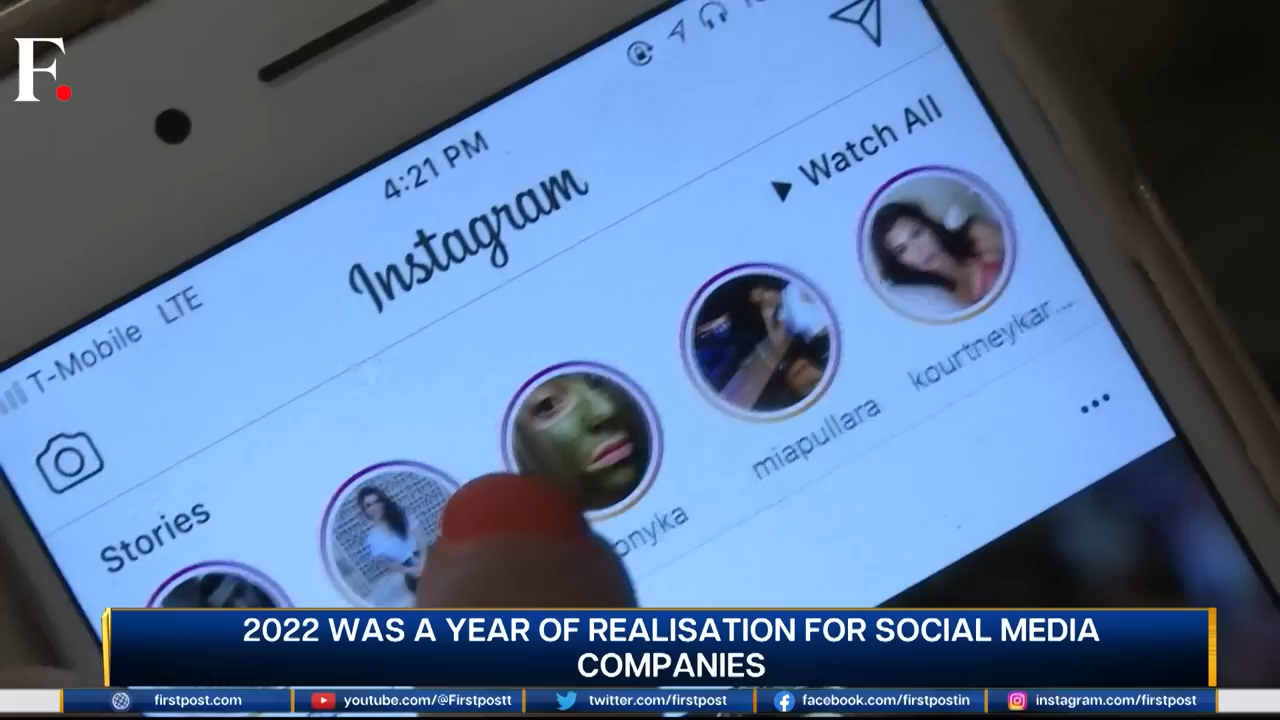 F.
4:21 PM
T-Mobile LTE
Instagram
Watch All
Stories
onyka
miapullara
kourtneykar...
2022 WAS A YEAR OF REALISATION FOR SOCIAL MEDIA
COMPANIES
firstpost.com
youtube.com/@Firstpostt
twitter.com/firstpost
facebook.com/firstpostin
instagram.com/firstpost